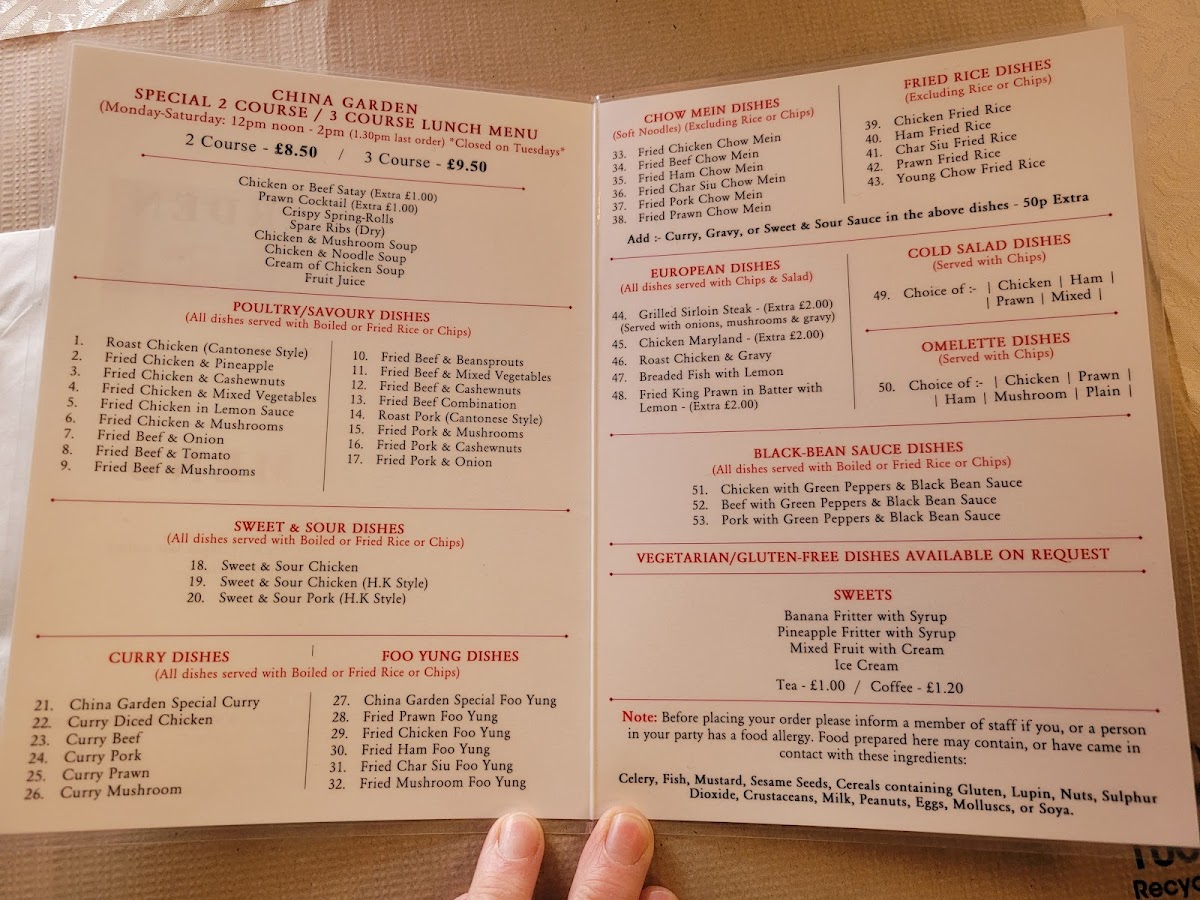 CHINA GARDEN
SPECIAL 2 COURSE / 3 COURSE LUNCH MENU
(Monday-Saturday: 12pm noon - 2pm (1.30pm last order) *Closed on Tuesdays*
2 Course - £8.50 / 3 Course - £9.50
Chicken or Beef Satay (Extra £1.00)
Prawn Cocktail (Extra £1.00)
Crispy Spring-Rolls
Spare Ribs (Dry)
Chicken & Mushroom Soup
Chicken & Noodle Soup
Cream of Chicken Soup
Fruit Juice
POULTRY/SAVOURY DISHES
(All dishes served with Boiled or Fried Rice or Chips)
1. Roast Chicken (Cantonese Style)
2. Fried Chicken & Pineapple
3. Fried Chicken & Cashewnuts
4. Fried Chicken & Mixed Vegetables
5. Fried Chicken in Lemon Sauce
6. Fried Chicken & Mushrooms
7. Fried Beef & Onion
8. Fried Beef & Tomato
9. Fried Beef & Mushrooms
10. Fried Beef & Beansprouts
11. Fried Beef & Mixed Vegetables
12. Fried Beef & Cashewnuts
13. Fried Beef Combination
14. Roast Pork (Cantonese Style)
15. Fried Pork & Mushrooms
16. Fried Pork & Cashewnuts
17. Fried Pork & Onion
SWEET & SOUR DISHES
(All dishes served with Boiled or Fried Rice or Chips)
18. Sweet & Sour Chicken
19. Sweet & Sour Chicken (H.K Style)
20. Sweet & Sour Pork (H.K Style)
CURRY DISHES | FOO YUNG DISHES
(All dishes served with Boiled or Fried Rice or Chips)
21. China Garden Special Curry
22. Curry Diced Chicken
23. Curry Beef
24. Curry Pork
25. Curry Prawn
26. Curry Mushroom
27. China Garden Special Foo Yung
28. Fried Prawn Foo Yung
29. Fried Chicken Foo Yung
30. Fried Ham Foo Yung
31. Fried Char Siu Foo Yung
32. Fried Mushroom Foo Yung
CHOW MEIN DISHES
(Soft Noodles) (Excluding Rice or Chips)
33. Fried Chicken Chow Mein
34. Fried Beef Chow Mein
35. Fried Ham Chow Mein
36. Fried Char Siu Chow Mein
37. Fried Pork Chow Mein
38. Fried Prawn Chow Mein
FRIED RICE DISHES
(Excluding Rice or Chips)
39. Chicken Fried Rice
40. Ham Fried Rice
41. Char Siu Fried Rice
42. Prawn Fried Rice
43. Young Chow Fried Rice
Add :- Curry, Gravy, or Sweet & Sour Sauce in the above dishes - 50p Extra
EUROPEAN DISHES
(All dishes served with Chips & Salad)
44. Grilled Sirloin Steak - (Extra £2.00)
(Served with onions, mushrooms & gravy)
45. Chicken Maryland - (Extra £2.00)
46. Roast Chicken & Gravy
47. Breaded Fish with Lemon
48. Fried King Prawn in Batter with
Lemon - (Extra £2.00)
COLD SALAD DISHES
(Served with Chips)
49. Choice of :- | Chicken | Ham |
| Prawn | Mixed |
OMELETTE DISHES
(Served with Chips)
50. Choice of :- | Chicken | Prawn |
| Ham | Mushroom | Plain |
BLACK-BEAN SAUCE DISHES
(All dishes served with Boiled or Fried Rice or Chips)
51. Chicken with Green Peppers & Black Bean Sauce
52. Beef with Green Peppers & Black Bean Sauce
53. Pork with Green Peppers & Black Bean Sauce
VEGETARIAN/GLUTEN-FREE DISHES AVAILABLE ON REQUEST
SWEETS
Banana Fritter with Syrup
Pineapple Fritter with Syrup
Mixed Fruit with Cream
Ice Cream
Tea - £1.00 / Coffee - £1.20
Note: Before placing your order please inform a member of staff if you, or a person
in your party has a food allergy. Food prepared here may contain, or have came in
contact with these ingredients:
Celery, Fish, Mustard, Sesame Seeds, Cereals containing Gluten, Lupin, Nuts, Sulphur
Dioxide, Crustaceans, Milk, Peanuts, Eggs, Molluscs, or Soya.